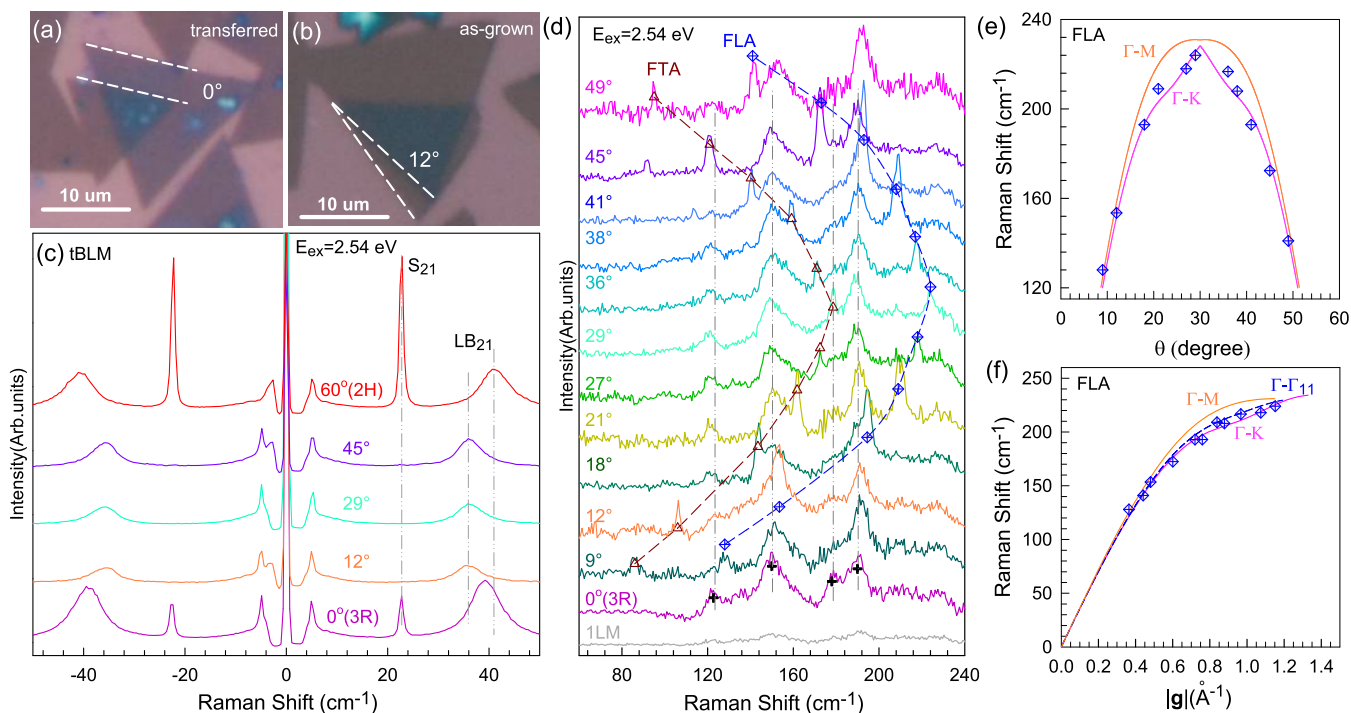 (a)
transferred
0°
10 um
(b)
as-grown
12°
10 um
(c) tBLM
E_ex=2.54 eV
S_21
LB_21
60°(2H)
45°
29°
12°
0°(3R)
Intensity(Arb.units)
-40 -20 0 20 40
Raman Shift (cm^-1)
(d)
E_ex=2.54 eV
FLA
FTA
49°
45°
41°
38°
36°
29°
27°
21°
18°
12°
9°
0°(3R)
1LM
Intensity(Arb.units)
80 120 160 200 240
Raman Shift (cm^-1)
(e)
FLA
Γ-M
Γ-K
240
200
160
120
Raman Shift (cm^-1)
0 10 20 30 40 50 60
θ (degree)
(f)
FLA
Γ-M
Γ-Γ_11
Γ-K
250
200
150
100
50
0
Raman Shift (cm^-1)
0.0 0.2 0.4 0.6 0.8 1.0 1.2 1.4
|g|(Å^-1)